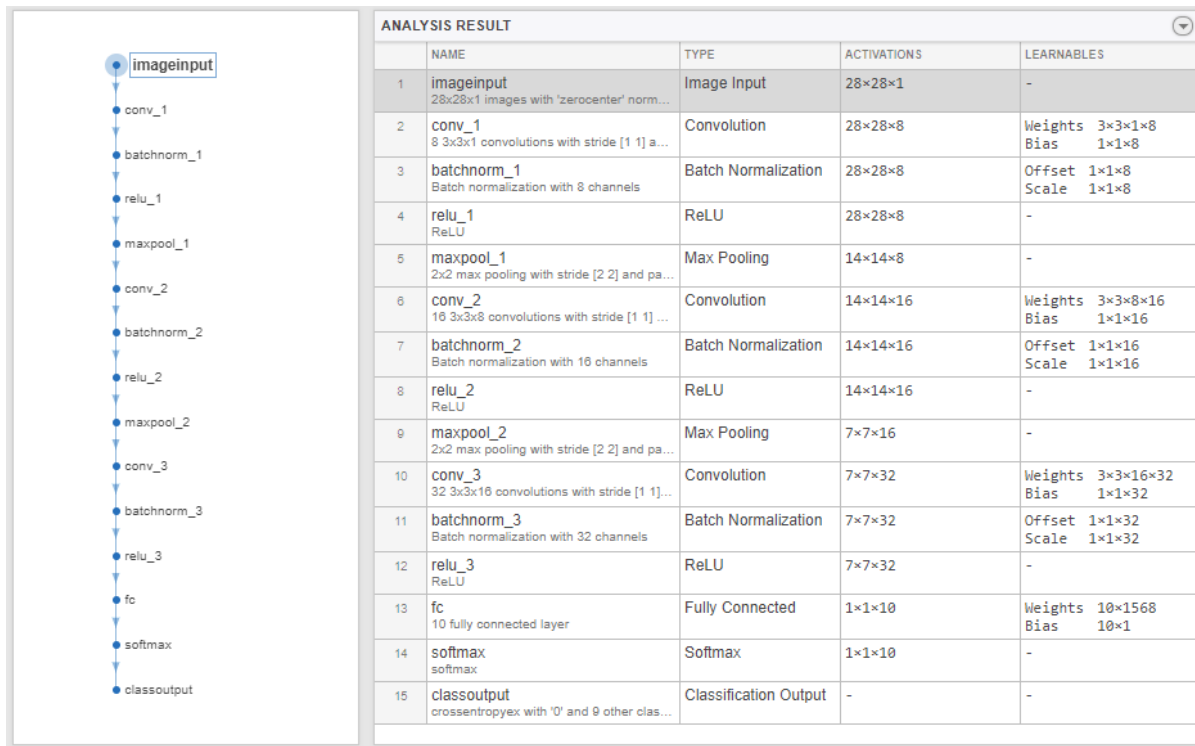 imageinput
conv_1
batchnorm_1
relu_1
maxpool_1
conv_2
batchnorm_2
relu_2
maxpool_2
conv_3
batchnorm_3
relu_3
fc
softmax
classoutput
ANALYSIS RESULT
NAME TYPE ACTIVATIONS LEARNABLES
1 imageinput Image Input 28×28×1 -
28x28x1 images with 'zerocenter' norm...
2 conv_1 Convolution 28×28×8 Weights 3×3×1×8
8 3x3x1 convolutions with stride [1 1] a... Bias 1×1×8
3 batchnorm_1 Batch Normalization 28×28×8 Offset 1×1×8
Batch normalization with 8 channels Scale 1×1×8
4 relu_1 ReLU 28×28×8 -
ReLU
5 maxpool_1 Max Pooling 14×14×8 -
2x2 max pooling with stride [2 2] and pa...
6 conv_2 Convolution 14×14×16 Weights 3×3×8×16
16 3x3x8 convolutions with stride [1 1] ... Bias 1×1×16
7 batchnorm_2 Batch Normalization 14×14×16 Offset 1×1×16
Batch normalization with 16 channels Scale 1×1×16
8 relu_2 ReLU 14×14×16 -
ReLU
9 maxpool_2 Max Pooling 7×7×16 -
2x2 max pooling with stride [2 2] and pa...
10 conv_3 Convolution 7×7×32 Weights 3×3×16×32
32 3x3x16 convolutions with stride [1 1]... Bias 1×1×32
11 batchnorm_3 Batch Normalization 7×7×32 Offset 1×1×32
Batch normalization with 32 channels Scale 1×1×32
12 relu_3 ReLU 7×7×32 -
ReLU
13 fc Fully Connected 1×1×10 Weights 10×1568
10 fully connected layer Bias 10×1
14 softmax Softmax 1×1×10 -
softmax
15 classoutput Classification Output - -
crossentropyex with '0' and 9 other clas...